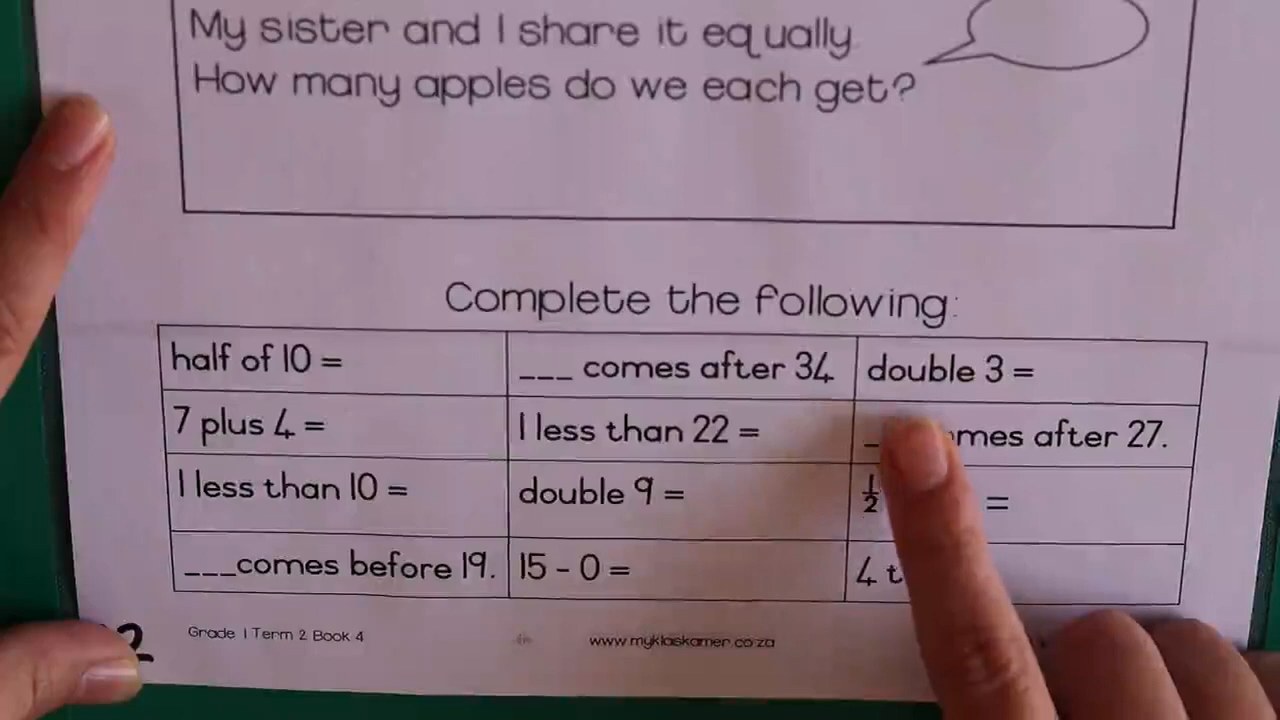 My sister and I share it equally
How many apples do we each get?
Complete the following:
half of 10 =
___ comes after 34
double 3 =
7 plus 4 =
1 less than 22 =
after 27.
1 less than 10 =
double 9 =
½ =
___comes before 19.
15 - 0 =
4
2
Grade 1 Term 2 Book 4
www.myklaskamer.co.za